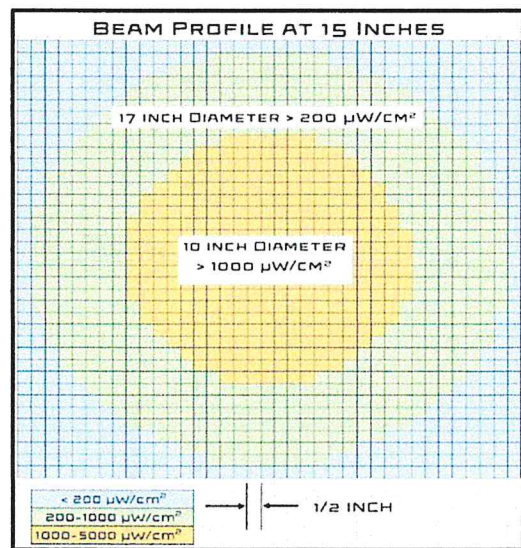 BEAM PROFILE AT 15 INCHES
17 INCH DIAMETER > 200 µW/CM²
10 INCH DIAMETER
> 1000 µW/CM²
< 200 µW/cm²
200-1000 µW/cm²
1000-5000 µW/cm²
1/2 INCH